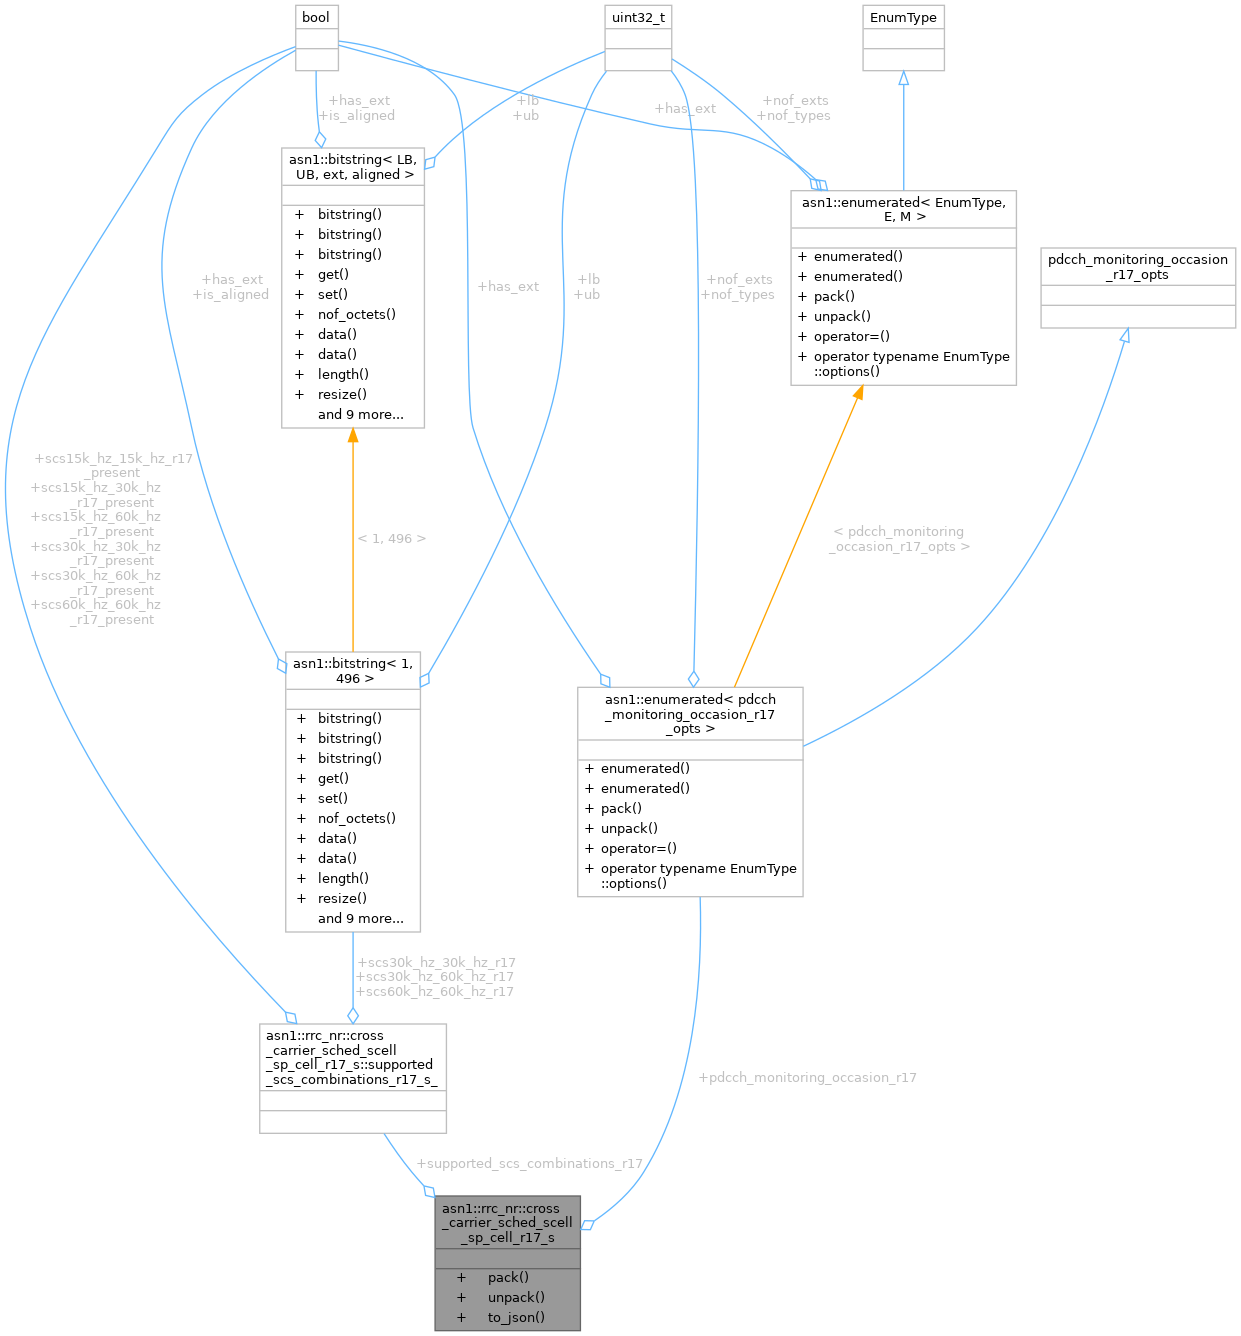 bool
uint32_t
EnumType
+has_ext
+is_aligned
+lb
+ub
+has_ext
+nof_exts
+nof_types
asn1::bitstring< LB,
UB, ext, aligned >
+ bitstring()
+ bitstring()
+ bitstring()
+ get()
+ set()
+ nof_octets()
+ data()
+ data()
+ length()
+ resize()
and 9 more...
asn1::enumerated< EnumType,
E, M >
+ enumerated()
+ enumerated()
+ pack()
+ unpack()
+ operator=()
+ operator typename EnumType
::options()
pdcch_monitoring_occasion
_r17_opts
+has_ext
+is_aligned
+has_ext
+lb
+ub
+nof_exts
+nof_types
+scs15k_hz_15k_hz_r17
_present
+scs15k_hz_30k_hz
_r17_present
+scs15k_hz_60k_hz
_r17_present
+scs30k_hz_30k_hz
_r17_present
+scs30k_hz_60k_hz
_r17_present
+scs60k_hz_60k_hz
_r17_present
< 1, 496 >
< pdcch_monitoring
_occasion_r17_opts >
asn1::bitstring< 1,
496 >
+ bitstring()
+ bitstring()
+ bitstring()
+ get()
+ set()
+ nof_octets()
+ data()
+ data()
+ length()
+ resize()
and 9 more...
asn1::enumerated< pdcch
_monitoring_occasion_r17
_opts >
+ enumerated()
+ enumerated()
+ pack()
+ unpack()
+ operator=()
+ operator typename EnumType
::options()
+scs30k_hz_30k_hz_r17
+scs30k_hz_60k_hz_r17
+scs60k_hz_60k_hz_r17
asn1::rrc_nr::cross
_carrier_sched_scell
_sp_cell_r17_s::supported
_scs_combinations_r17_s_
+pdcch_monitoring_occasion_r17
+supported_scs_combinations_r17
asn1::rrc_nr::cross
_carrier_sched_scell
_sp_cell_r17_s
+ pack()
+ unpack()
+ to_json()